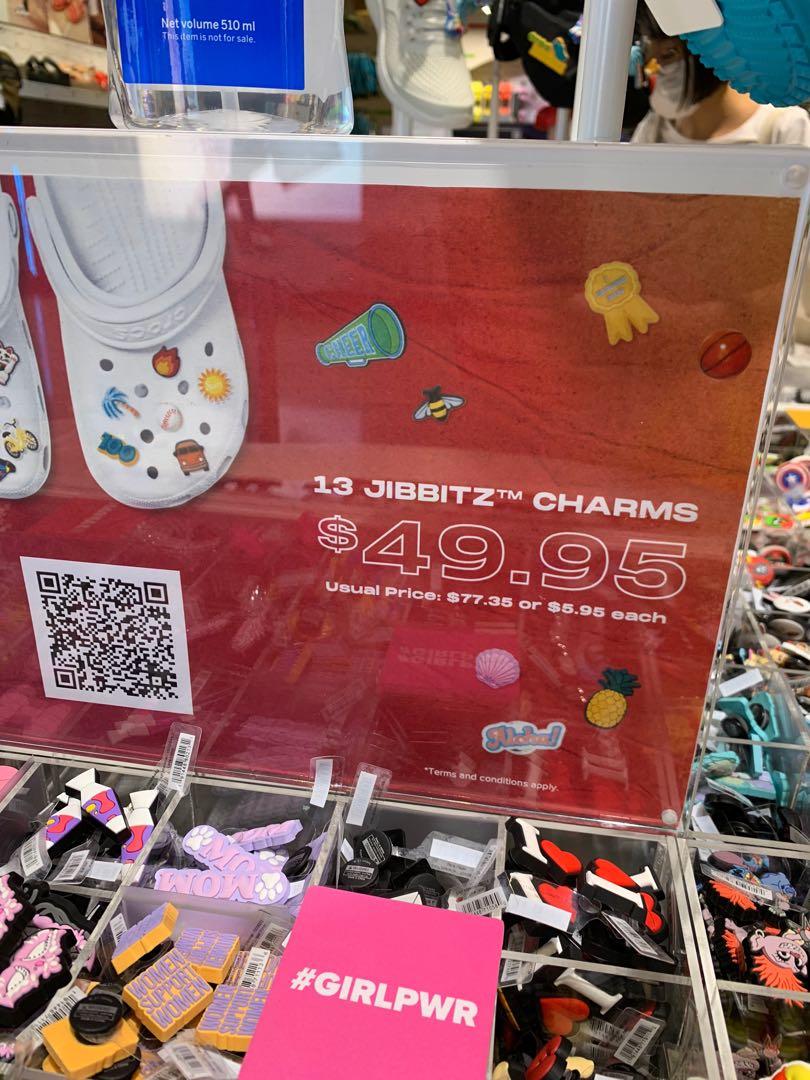 Net volume 510 ml
This item is not for sale.
CHEER
100
13 JIBBITZ™ CHARMS
$49.95
Usual Price: $77.35 or $5.95 each
Aloha!
*Terms and conditions apply.
MOM
I
WOMEN
SUPPORT
WOMEN
#GIRLPWR